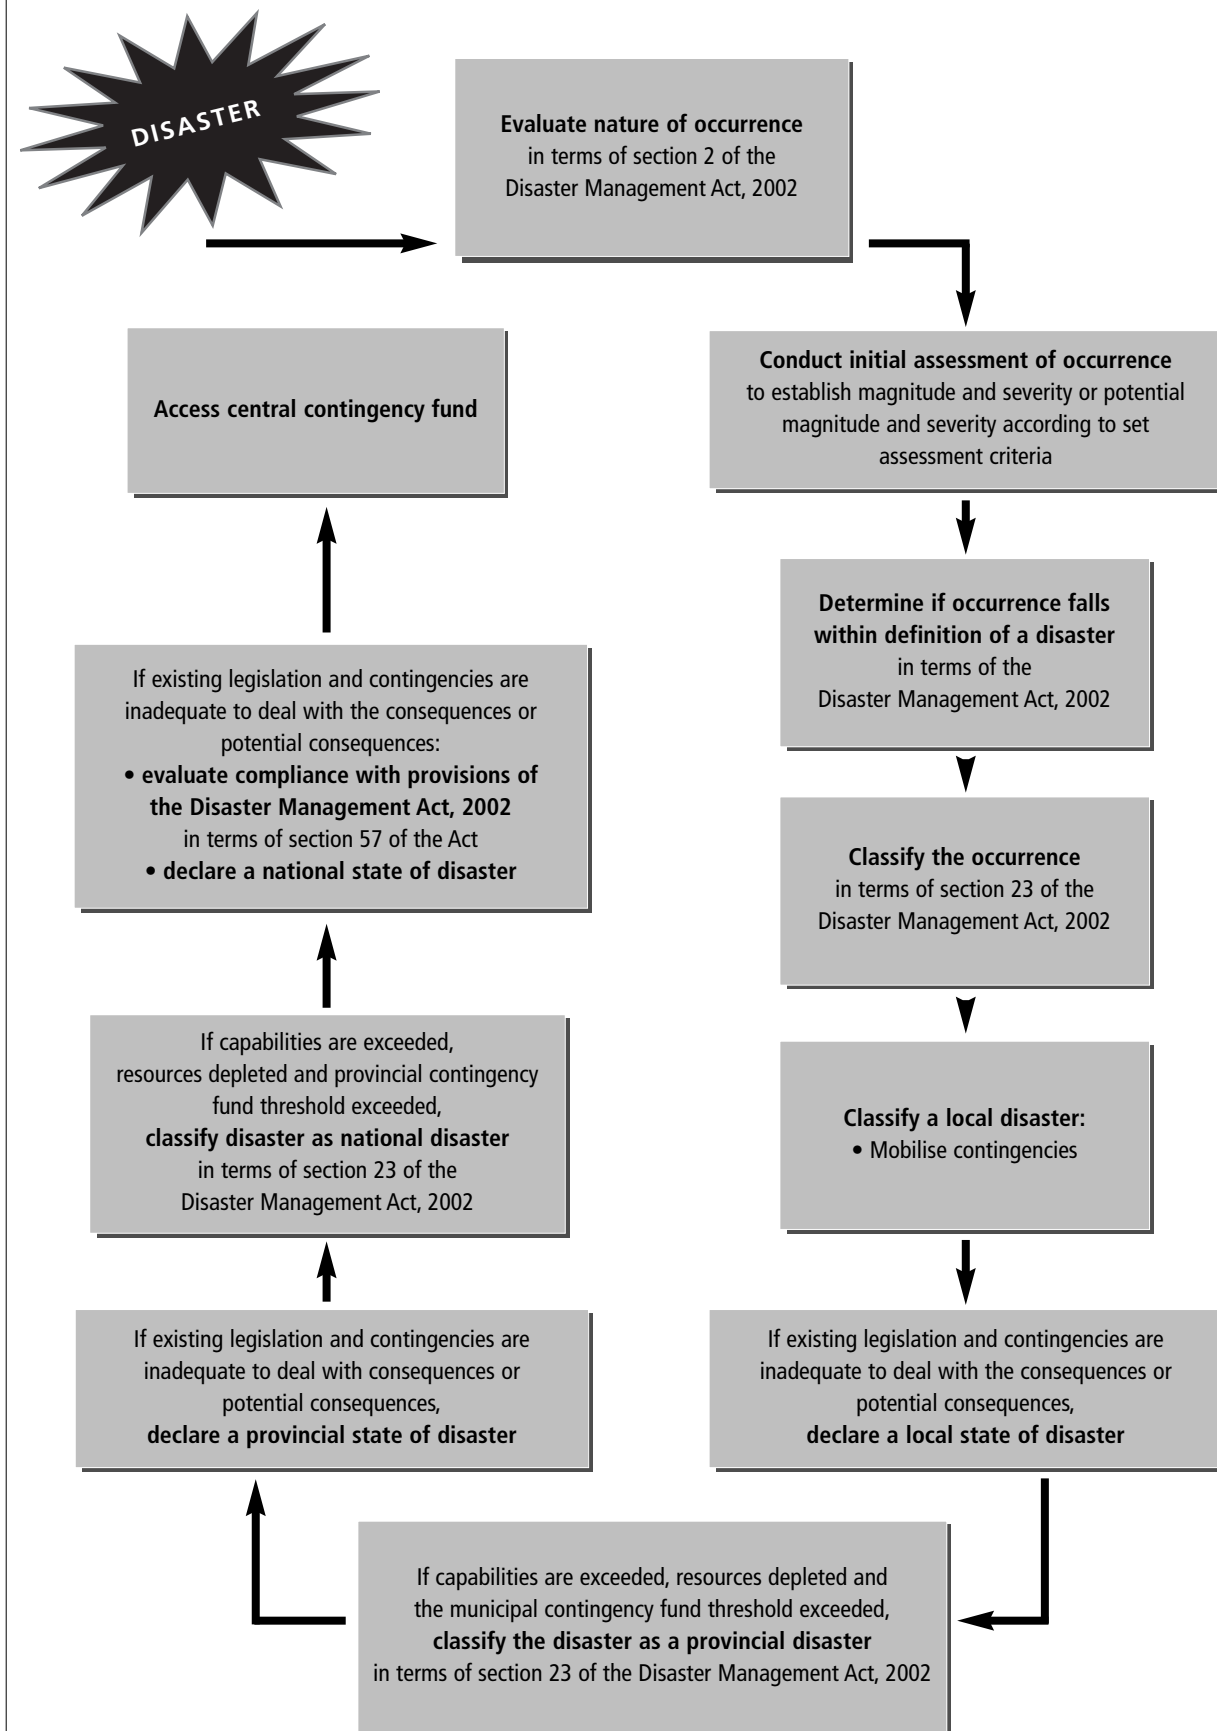 DISASTER
Evaluate nature of occurrence
in terms of section 2 of the
Disaster Management Act, 2002
Conduct initial assessment of occurrence
to establish magnitude and severity or potential
magnitude and severity according to set
assessment criteria
Determine if occurrence falls
within definition of a disaster
in terms of the
Disaster Management Act, 2002
Classify the occurrence
in terms of section 23 of the
Disaster Management Act, 2002
Classify a local disaster:
• Mobilise contingencies
If existing legislation and contingencies are
inadequate to deal with the consequences or
potential consequences,
declare a local state of disaster
If capabilities are exceeded, resources depleted and
the municipal contingency fund threshold exceeded,
classify the disaster as a provincial disaster
in terms of section 23 of the Disaster Management Act, 2002
If existing legislation and contingencies are
inadequate to deal with consequences or
potential consequences,
declare a provincial state of disaster
If capabilities are exceeded,
resources depleted and provincial contingency
fund threshold exceeded,
classify disaster as national disaster
in terms of section 23 of the
Disaster Management Act, 2002
If existing legislation and contingencies are
inadequate to deal with the consequences or
potential consequences:
• evaluate compliance with provisions of
the Disaster Management Act, 2002
in terms of section 57 of the Act
• declare a national state of disaster
Access central contingency fund